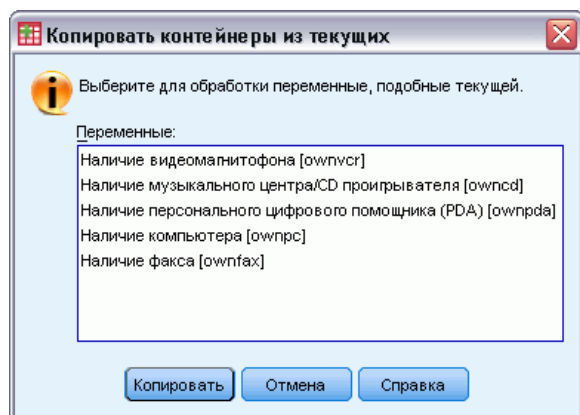 Копировать контейнеры из текущих
Выберите для обработки переменные, подобные текущей.
Переменные:
Наличие видеомагнитофона [ownvcr]
Наличие музыкального центра/CD проигрывателя [owncd]
Наличие персонального цифрового помощника (PDA) [ownpda]
Наличие компьютера [ownpc]
Наличие факса [ownfax]
Копировать Отмена Справка